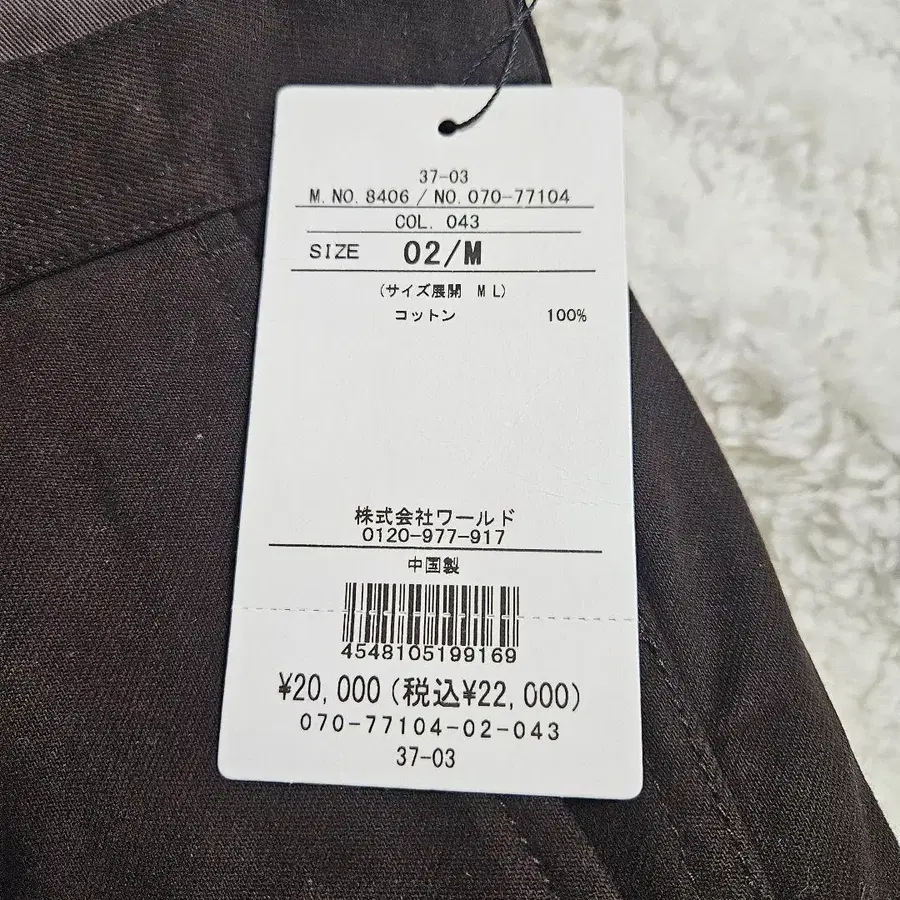 37-03
M.NO.8406 / NO.070-77104
COL. 043
SIZE 02/M
(サイズ展開 M L)
コットン 100%
株式会社ワールド
0120-977-917
中国製
4548105199169
¥20,000(税込¥22,000)
070-77104-02-043
37-03